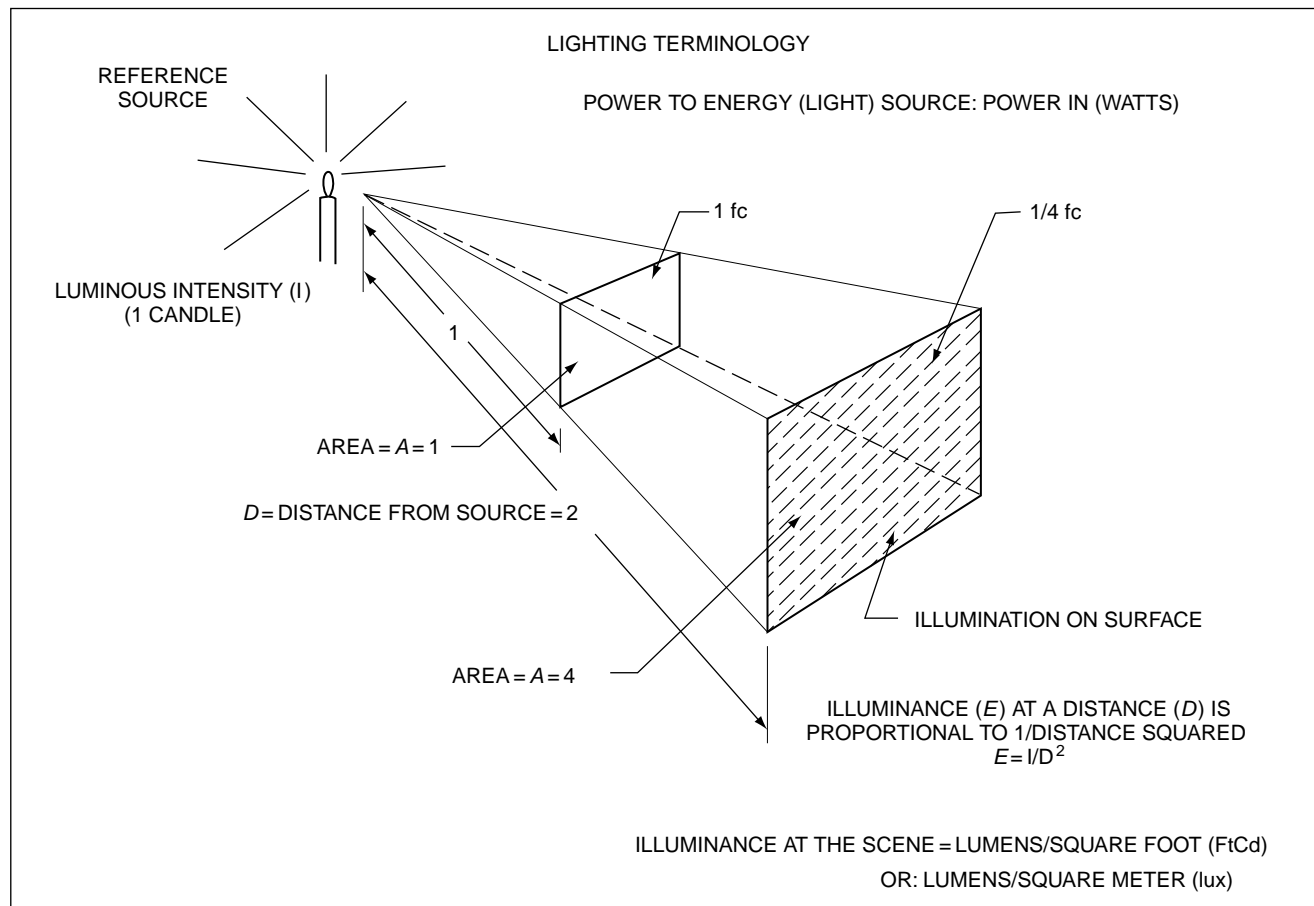 LIGHTING TERMINOLOGY
REFERENCE
SOURCE
POWER TO ENERGY (LIGHT) SOURCE: POWER IN (WATTS)
1 fc
1/4 fc
LUMINOUS INTENSITY (I)
(1 CANDLE)
1
AREA = A = 1
D = DISTANCE FROM SOURCE = 2
ILLUMINATION ON SURFACE
AREA = A = 4
ILLUMINANCE (E) AT A DISTANCE (D) IS
PROPORTIONAL TO 1/DISTANCE SQUARED
E = I/D²
ILLUMINANCE AT THE SCENE = LUMENS/SQUARE FOOT (FtCd)
OR: LUMENS/SQUARE METER (lux)